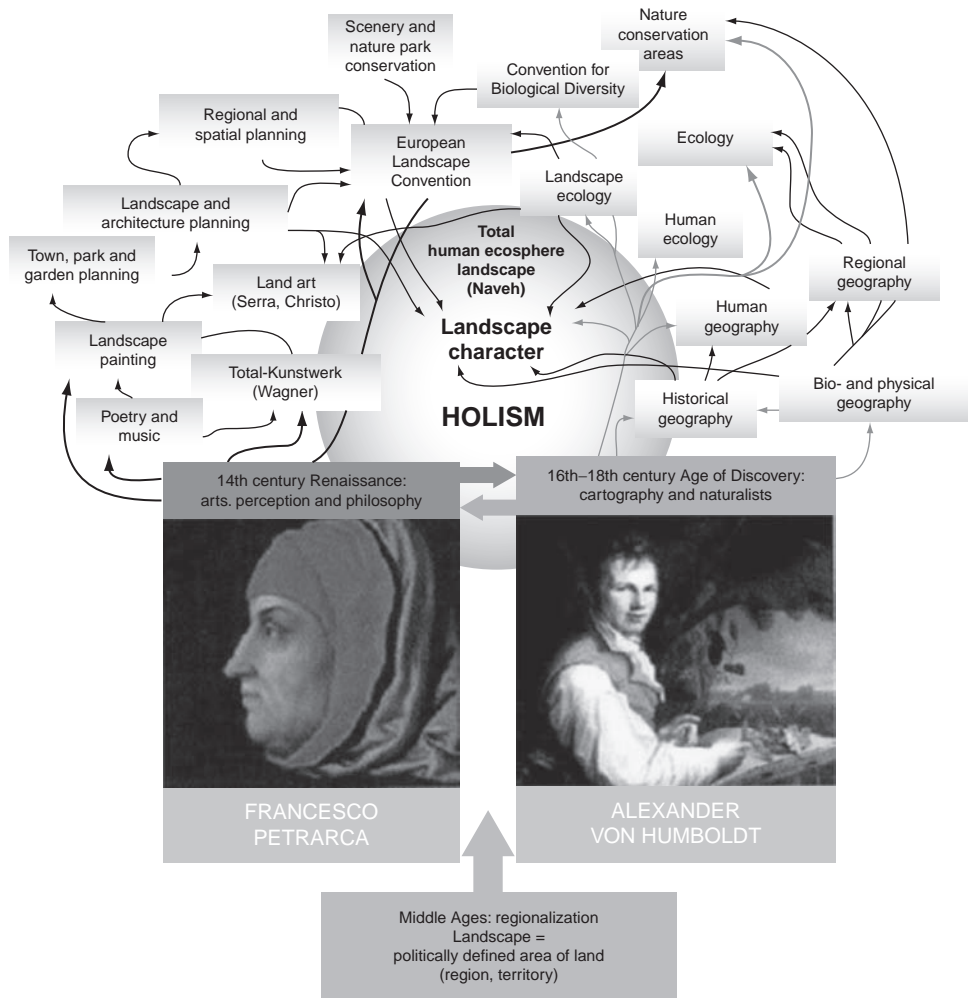 Nature
conservation
areas
Scenery and
nature park
conservation
Convention for
Biological Diversity
Regional and
spatial planning
European
Landscape
Convention
Ecology
Landscape
ecology
Landscape and
architecture planning
Human
ecology
Total
human ecosphere
landscape
(Naveh)
Town, park and
garden planning
Land art
(Serra, Christo)
Regional
geography
Landscape
painting
Landscape
character
Human
geography
Total-Kunstwerk
(Wagner)
Bio- and physical
geography
Poetry and
music
HOLISM
Historical
geography
14th century Renaissance:
arts. perception and philosophy
16th–18th century Age of Discovery:
cartography and naturalists
FRANCESCO
PETRARCA
ALEXANDER
VON HUMBOLDT
Middle Ages: regionalization
Landscape =
politically defined area of land
(region, territory)